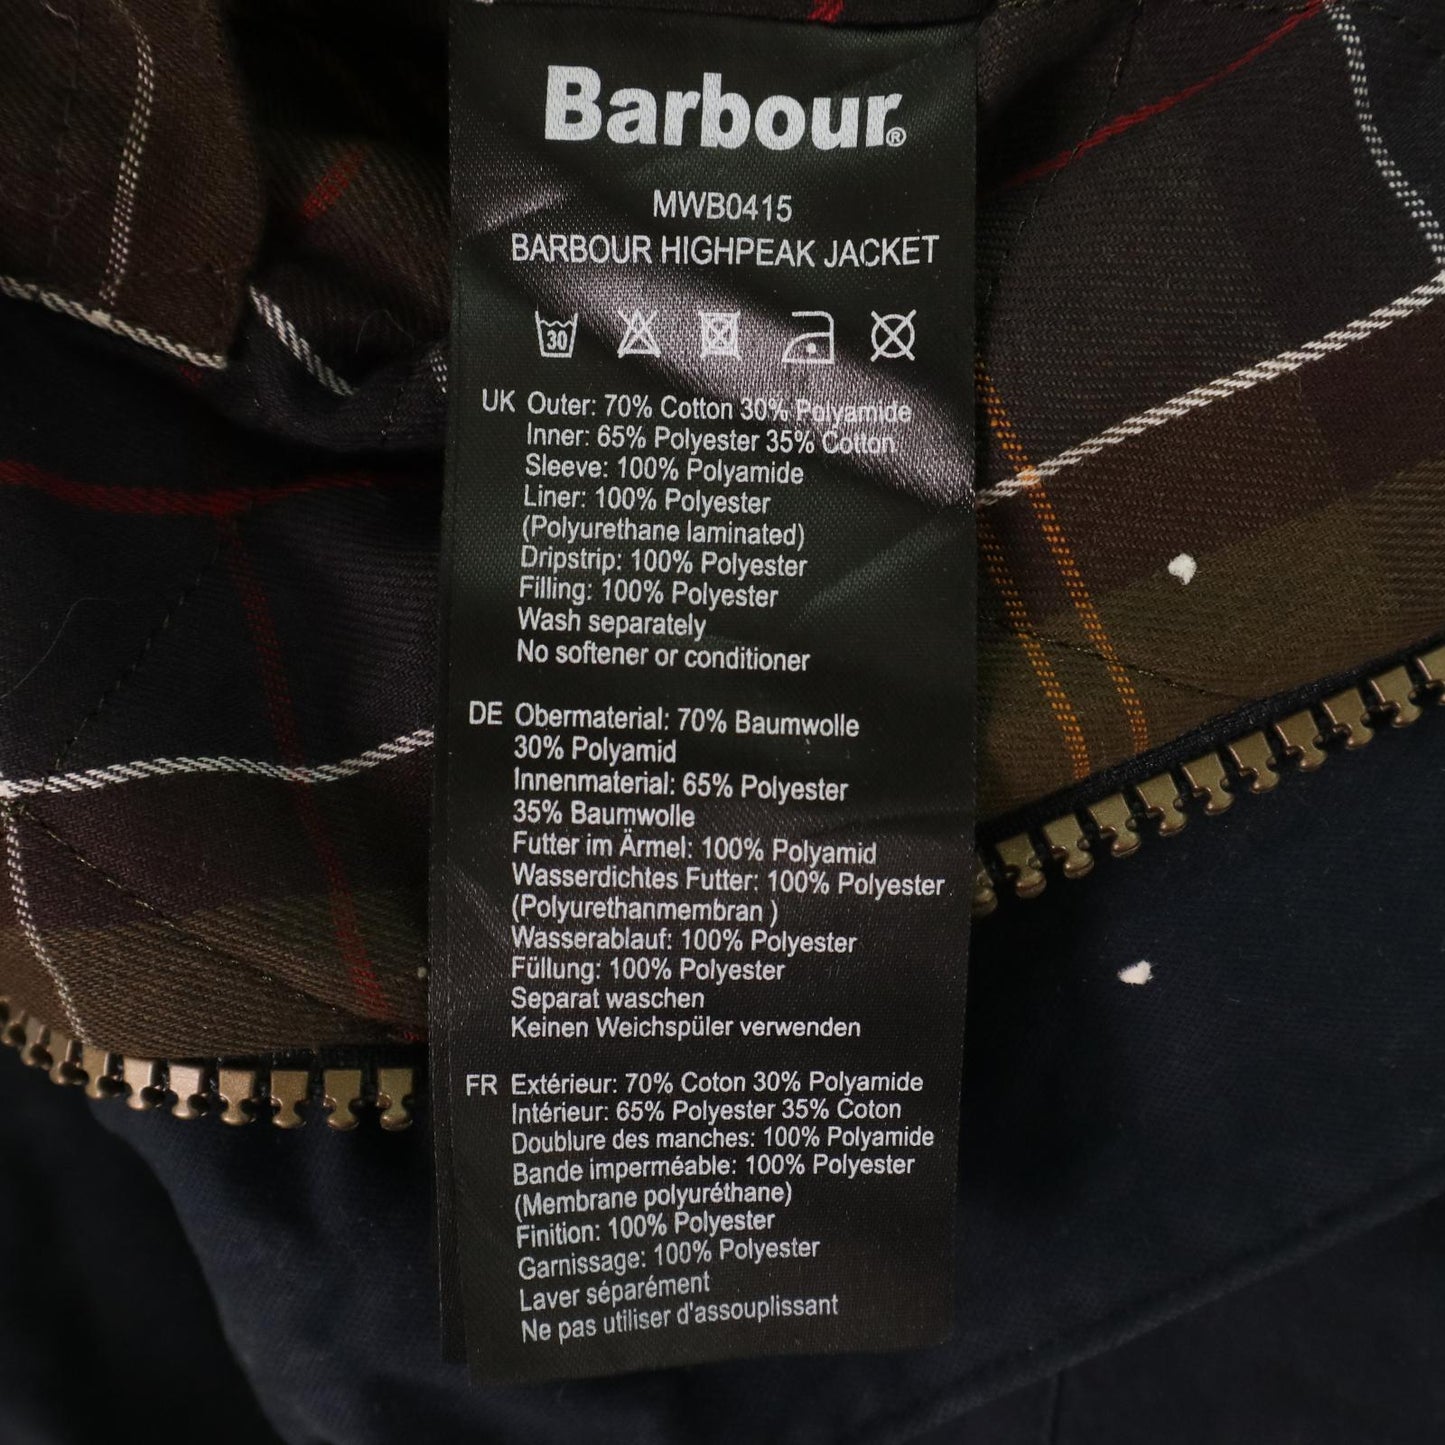 Barbour®
MWB0415
BARBOUR HIGHPEAK JACKET
30
UK Outer: 70% Cotton 30% Polyamide
Inner: 65% Polyester 35% Cotton
Sleeve: 100% Polyamide
Liner: 100% Polyester
(Polyurethane laminated)
Dripstrip: 100% Polyester
Filling: 100% Polyester
Wash separately
No softener or conditioner
DE Obermaterial: 70% Baumwolle
30% Polyamid
Innenmaterial: 65% Polyester
35% Baumwolle
Futter im Ärmel: 100% Polyamid
Wasserdichtes Futter: 100% Polyester
(Polyurethanmembran )
Wasserablauf: 100% Polyester
Füllung: 100% Polyester
Separat waschen
Keinen Weichspüler verwenden
FR Extérieur: 70% Coton 30% Polyamide
Intérieur: 65% Polyester 35% Coton
Doublure des manches: 100% Polyamide
Bande imperméable: 100% Polyester
(Membrane polyuréthane)
Finition: 100% Polyester
Garnissage: 100% Polyester
Laver séparément
Ne pas utiliser d'assouplissant